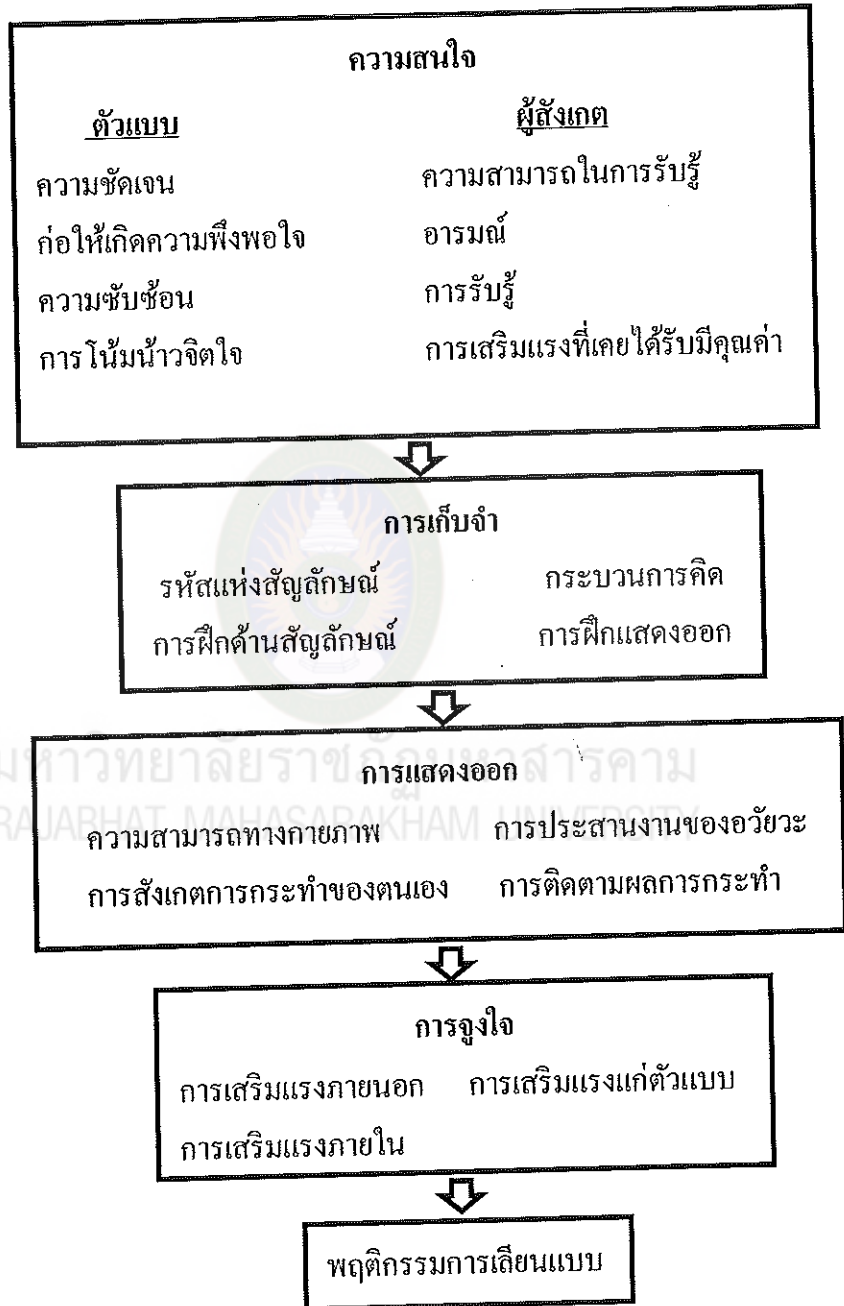 ความสนใจ
ตัวแบบ ผู้สังเกต
ความชัดเจน ความสามารถในการรับรู้
ก่อให้เกิดความพึงพอใจ อารมณ์
ความซับซ้อน การรับรู้
การโน้มน้าวจิตใจ การเสริมแรงที่เคยได้รับมีคุณค่า
การเก็บจำ
รหัสแห่งสัญลักษณ์ กระบวนการคิด
การฝึกด้านสัญลักษณ์ การฝึกแสดงออก
มหาวิทยาลัยราชภัฏมหาสารคาม
RAJABHAT MAHASARAKHAM UNIVERSITY
การแสดงออก
ความสามารถทางกายภาพ การประสานงานของอวัยวะ
การสังเกตการกระทำของตนเอง การติดตามผลการกระทำ
การจูงใจ
การเสริมแรงภายนอก การเสริมแรงแก่ตัวแบบ
การเสริมแรงภายใน
พฤติกรรมการเลียนแบบ